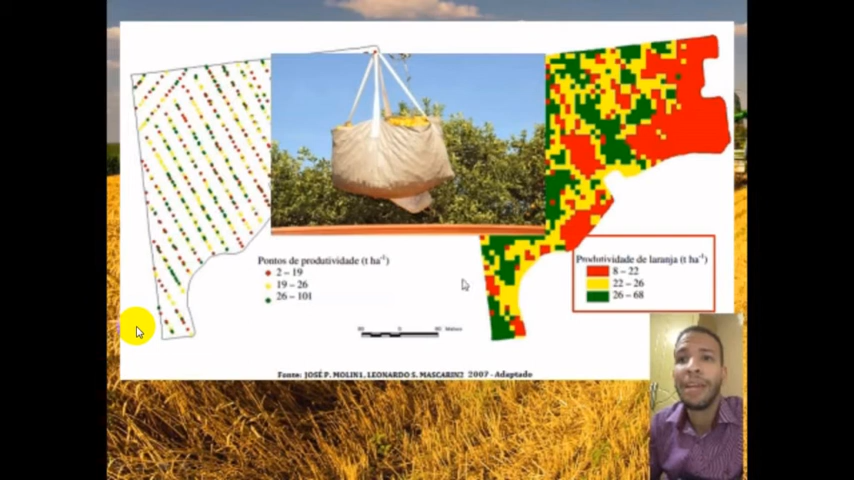 Pontos de produtividade (t ha⁻¹)
2 – 19
19 – 26
26 – 101
Produtividade de laranja (t ha⁻¹)
8 – 22
22 – 26
26 – 68
0
Fonte: JOSÉ P. MOLIN1, LEONARDO S. MASCARIN2 2007 - Adaptado